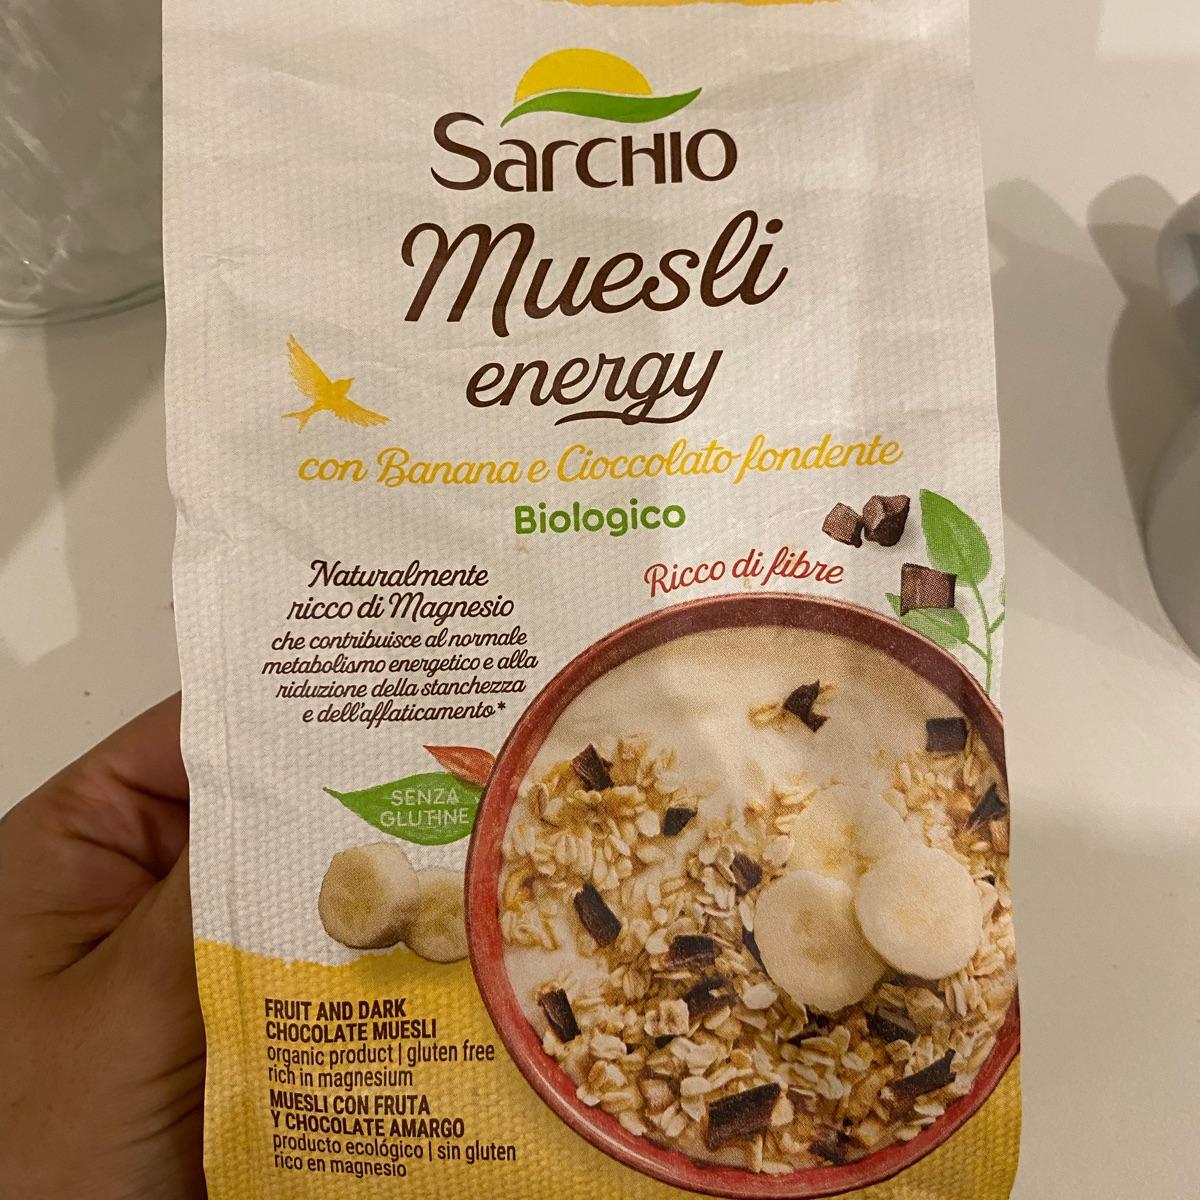 Sarchio
Muesli
energy
con Banana e Cioccolato fondente
Biologico
Naturalmente
ricco di Magnesio
che contribuisce al normale
metabolismo energetico e alla
riduzione della stanchezza
e dell'affaticamento*
Ricco di fibre
SENZA
GLUTINE
FRUIT AND DARK
CHOCOLATE MUESLI
organic product | gluten free
rich in magnesium
MUESLI CON FRUTA
Y CHOCOLATE AMARGO
producto ecológico | sin gluten
rico en magnesio